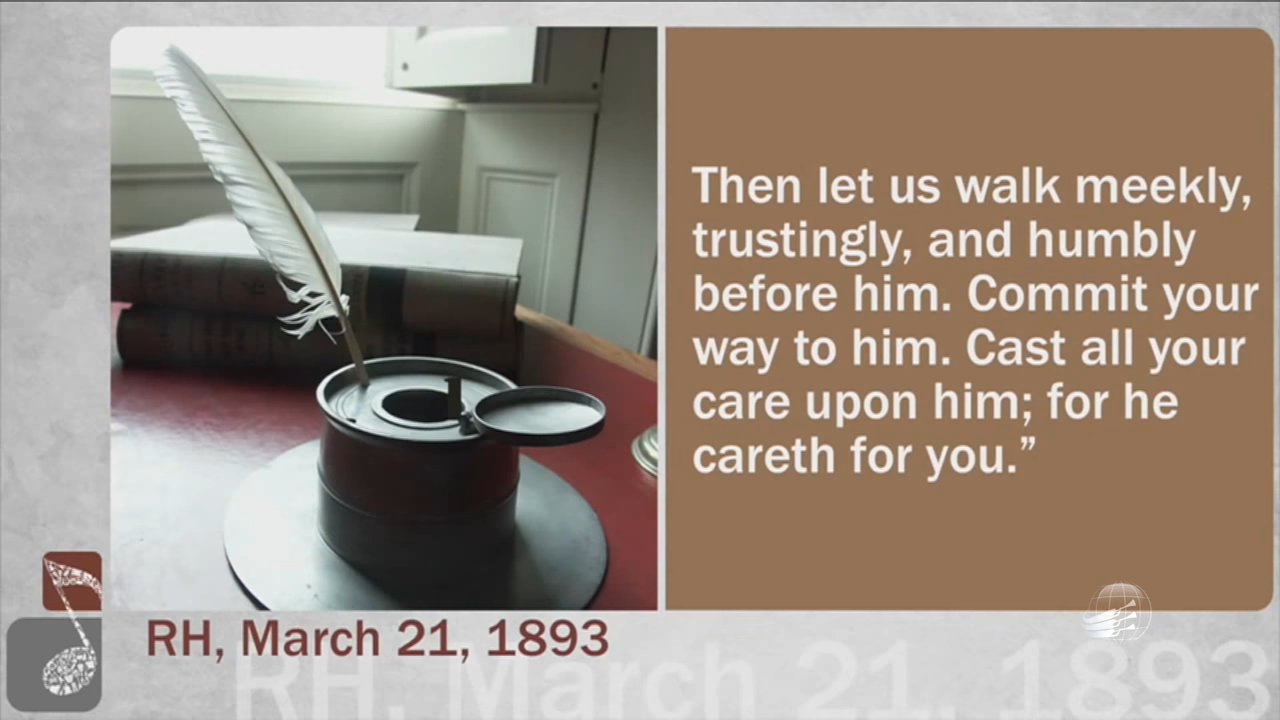 Then let us walk meekly,
trustingly, and humbly
before him. Commit your
way to him. Cast all your
care upon him; for he
careth for you.”
RH, March 21, 1893
RH, March 21, 1893